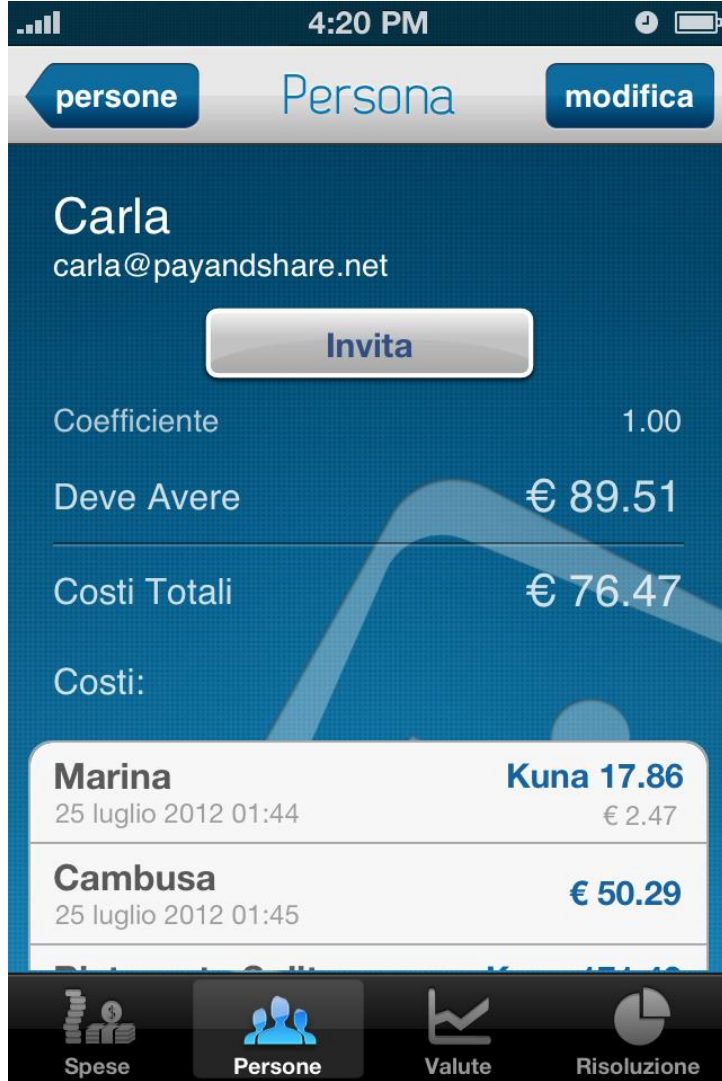 4:20 PM
persone
Persona
modifica
Carla
carla@payandshare.net
Invita
Coefficiente 1.00
Deve Avere € 89.51
Costi Totali € 76.47
Costi:
Marina Kuna 17.86
25 luglio 2012 01:44 € 2.47
Cambusa € 50.29
25 luglio 2012 01:45
Spese
Persone
Valute
Risoluzione